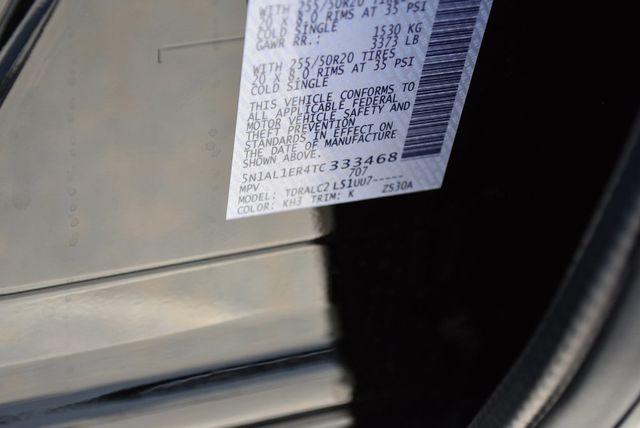 WITH 255/50R20 TIRES
20 X 8.0 RIMS AT 35 PSI
COLD SINGLE 1530 KG
GAWR RR.: 3373 LB
WITH 255/50R20 TIRES
20 X 8.0 RIMS AT 35 PSI
COLD SINGLE
THIS VEHICLE CONFORMS TO
ALL APPLICABLE FEDERAL
MOTOR VEHICLE SAFETY AND
THEFT PREVENTION
STANDARDS IN EFFECT ON
THE DATE OF MANUFACTURE
SHOWN ABOVE.
5N1AL1ER4TC333468
MPV 707
MODEL: TDRALC2 L51UU7----- ZS30A
COLOR: KH3 TRIM: K